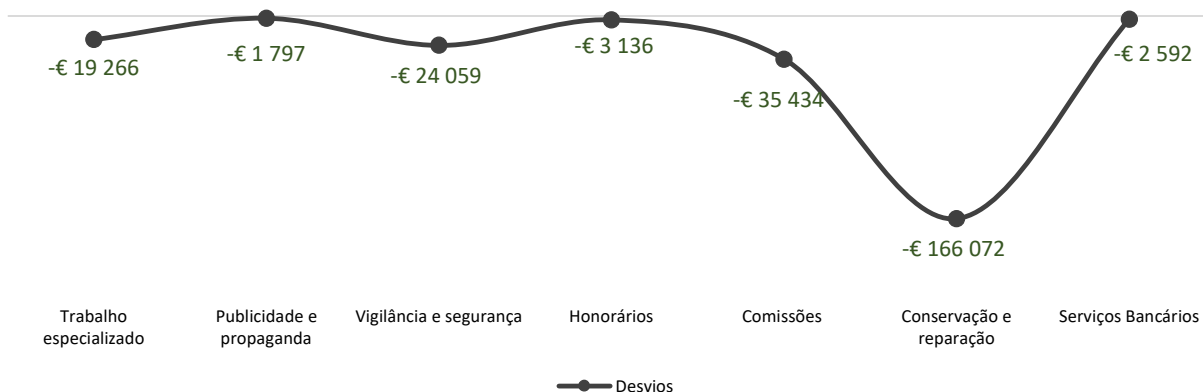 -€ 19 266
-€ 1 797
-€ 24 059
-€ 3 136
-€ 35 434
-€ 166 072
-€ 2 592
Trabalho
especializado
Publicidade e
propaganda
Vigilância e segurança
Honorários
Comissões
Conservação e
reparação
Serviços Bancários
Desvios